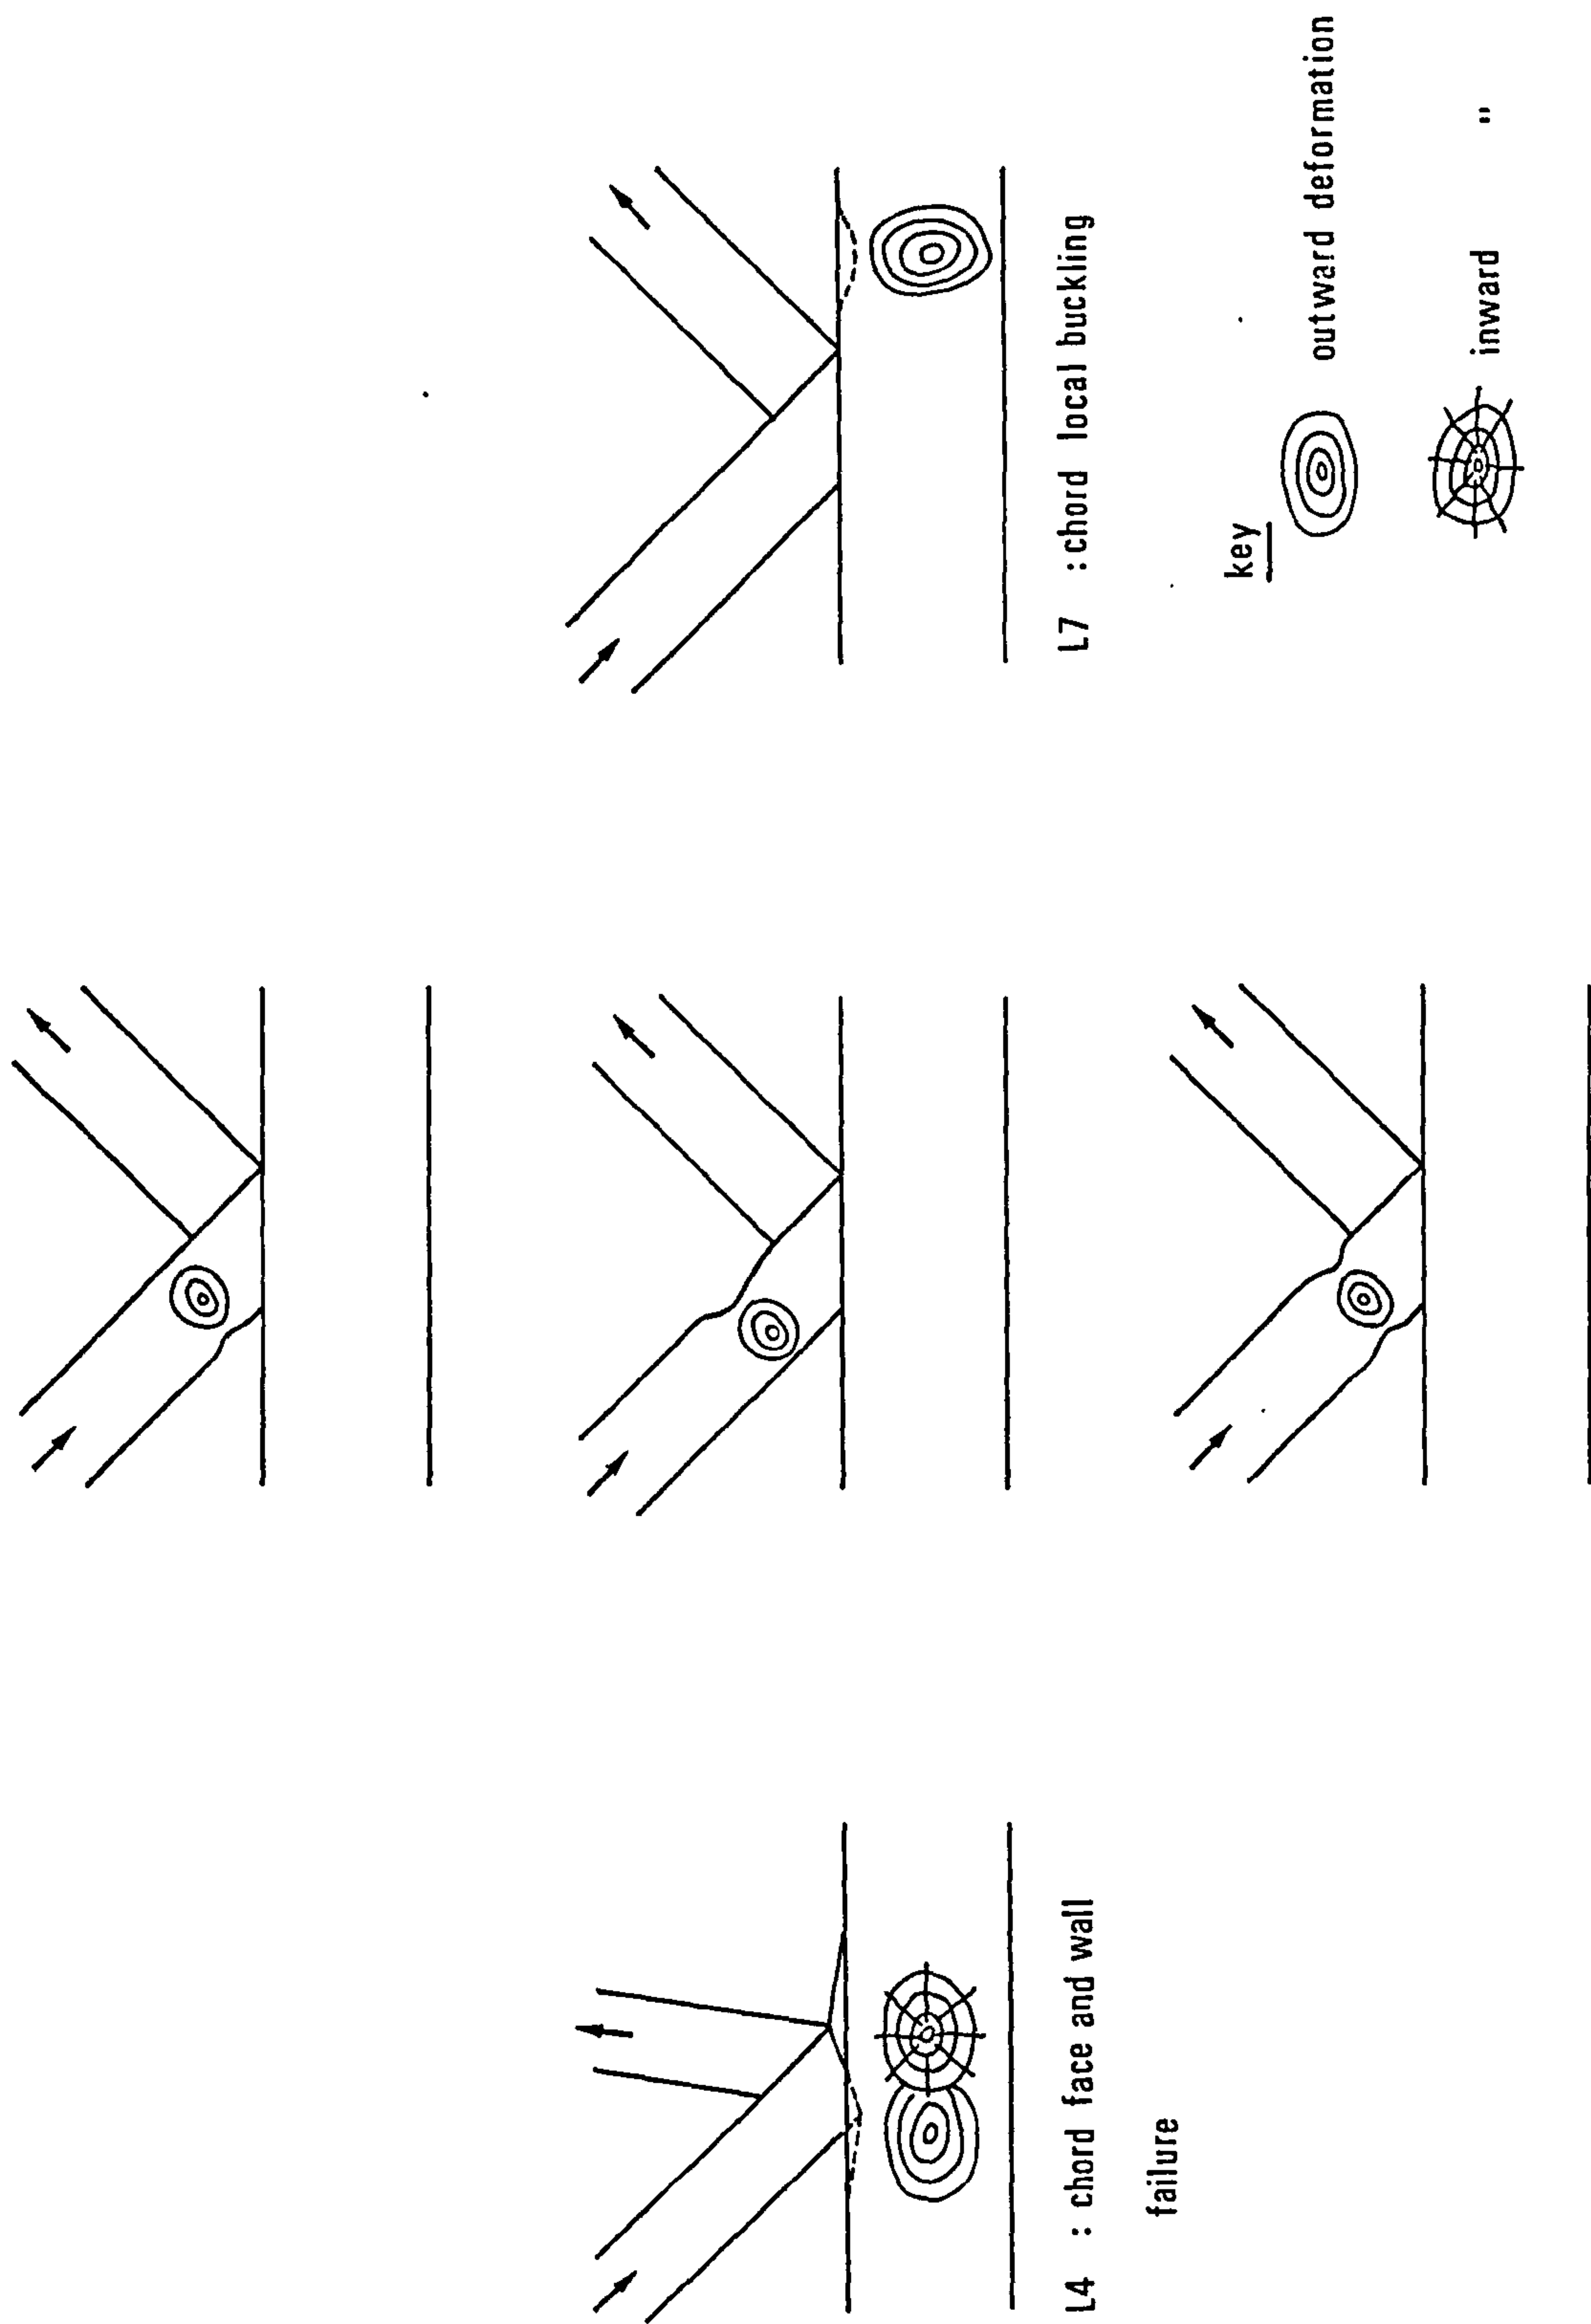 L4 : chord face and wall
failure
L7 : chord local buckling
key
outward deformation
inward "